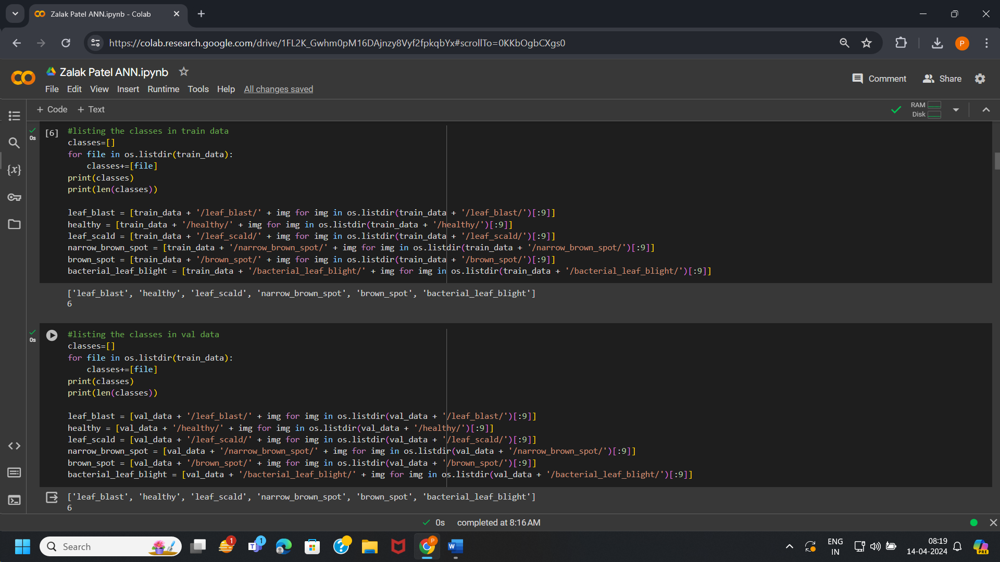 Zalak Patel ANN.ipynb - Colab
https://colab.research.google.com/drive/1FL2K_Gwhm0pM16DAjnzy8Vyf2fpkqbYx#scrollTo=0KKbOgbCXgs0
P
Zalak Patel ANN.ipynb
Comment Share
File Edit View Insert Runtime Tools Help All changes saved
+ Code + Text
RAM
Disk
0s
[6] #listing the classes in train data
classes=[]
for file in os.listdir(train_data):
    classes+=[file]
print(classes)
print(len(classes))
leaf_blast = [train_data + '/leaf_blast/' + img for img in os.listdir(train_data + '/leaf_blast/')[:9]]
healthy = [train_data + '/healthy/' + img for img in os.listdir(train_data + '/healthy/')[:9]]
leaf_scald = [train_data + '/leaf_scald/' + img for img in os.listdir(train_data + '/leaf_scald/')[:9]]
narrow_brown_spot = [train_data + '/narrow_brown_spot/' + img for img in os.listdir(train_data + '/narrow_brown_spot/')[:9]]
brown_spot = [train_data + '/brown_spot/' + img for img in os.listdir(train_data + '/brown_spot/')[:9]]
bacterial_leaf_blight = [train_data + '/bacterial_leaf_blight/' + img for img in os.listdir(train_data + '/bacterial_leaf_blight/')[:9]]
['leaf_blast', 'healthy', 'leaf_scald', 'narrow_brown_spot', 'brown_spot', 'bacterial_leaf_blight']
6
0s
#listing the classes in val data
classes=[]
for file in os.listdir(train_data):
    classes+=[file]
print(classes)
print(len(classes))
leaf_blast = [val_data + '/leaf_blast/' + img for img in os.listdir(val_data + '/leaf_blast/')[:9]]
healthy = [val_data + '/healthy/' + img for img in os.listdir(val_data + '/healthy/')[:9]]
leaf_scald = [val_data + '/leaf_scald/' + img for img in os.listdir(val_data + '/leaf_scald/')[:9]]
narrow_brown_spot = [val_data + '/narrow_brown_spot/' + img for img in os.listdir(val_data + '/narrow_brown_spot/')[:9]]
brown_spot = [val_data + '/brown_spot/' + img for img in os.listdir(val_data + '/brown_spot/')[:9]]
bacterial_leaf_blight = [val_data + '/bacterial_leaf_blight/' + img for img in os.listdir(val_data + '/bacterial_leaf_blight/')[:9]]
['leaf_blast', 'healthy', 'leaf_scald', 'narrow_brown_spot', 'brown_spot', 'bacterial_leaf_blight']
6
0s completed at 8:16 AM
Search
1
1
P
W
ENG
IN
08:19
14-04-2024
PRE